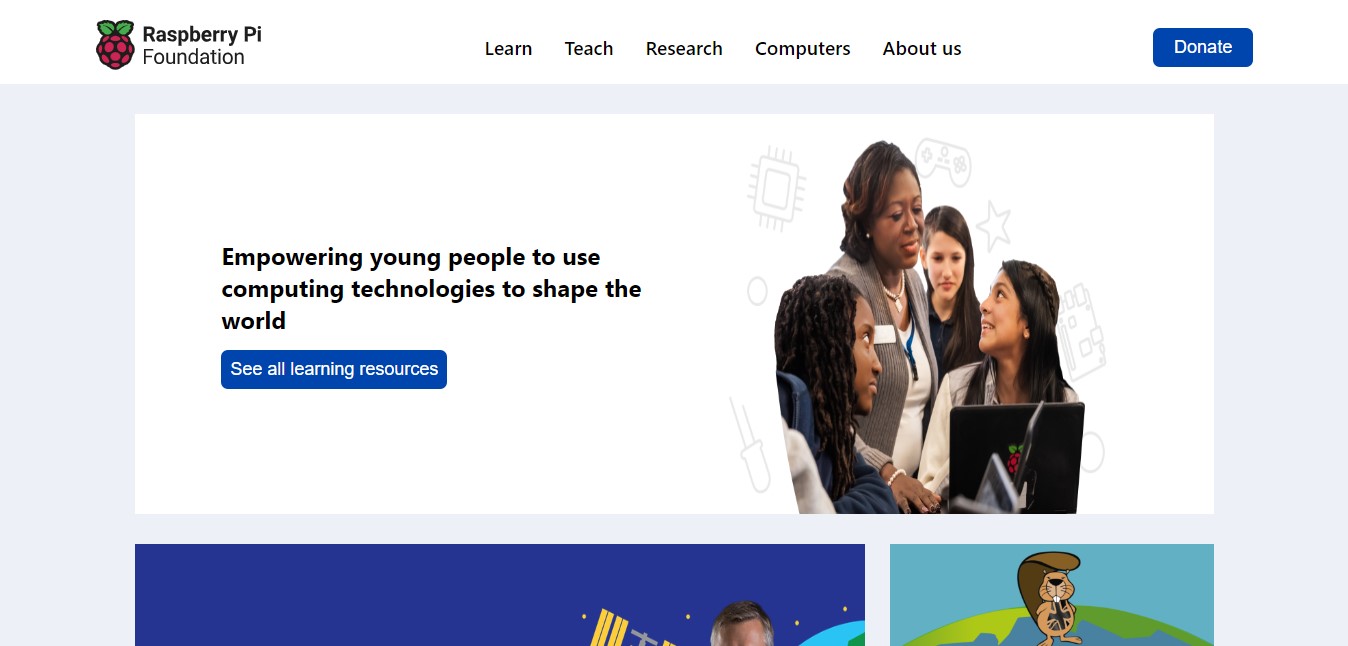 Raspberry Pi
Foundation
Learn
Teach
Research
Computers
About us
Donate
Empowering young people to use
computing technologies to shape the
world
See all learning resources